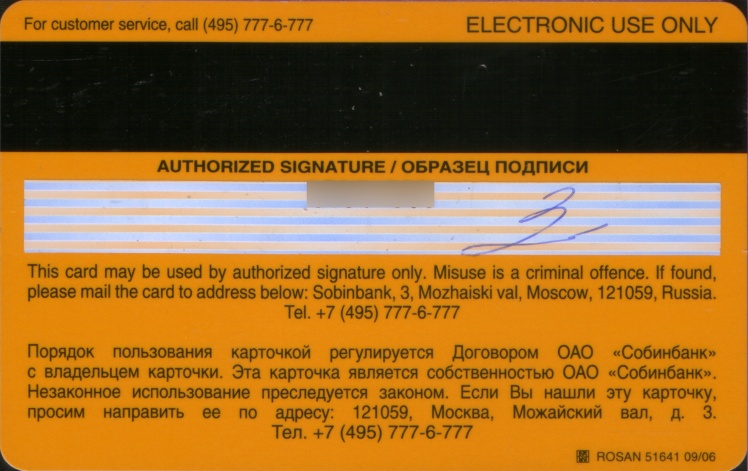 For customer service, call (495) 777-6-777
ELECTRONIC USE ONLY
AUTHORIZED SIGNATURE / ОБРАЗЕЦ ПОДПИСИ
This card may be used by authorized signature only. Misuse is a criminal offence. If found,
please mail the card to address below: Sobinbank, 3, Mozhaiski val, Moscow, 121059, Russia.
Tel. +7 (495) 777-6-777
Порядок пользования карточкой регулируется Договором ОАО «Собинбанк»
с владельцем карточки. Эта карточка является собственностью ОАО «Собинбанк».
Незаконное использование преследуется законом. Если Вы нашли эту карточку,
просим направить ее по адресу: 121059, Москва, Можайский вал, д. 3.
Тел. +7 (495) 777-6-777
ROSAN 51641 09/06